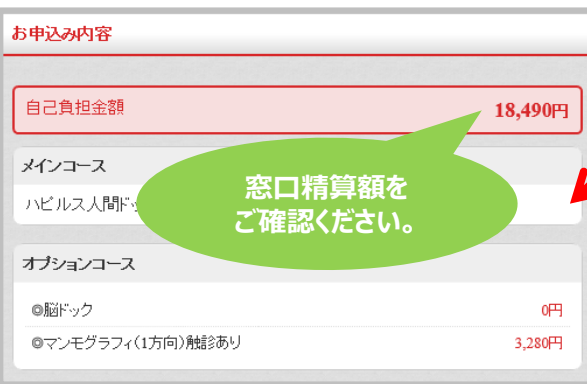 お申込み内容
自己負担金額 18,490円
窓口精算額を
ご確認ください。
メインコース
ハピルス人間ド
オプションコース
◎脳ドック 0円
◎マンモグラフィ(1方向)触診あり 3,280円